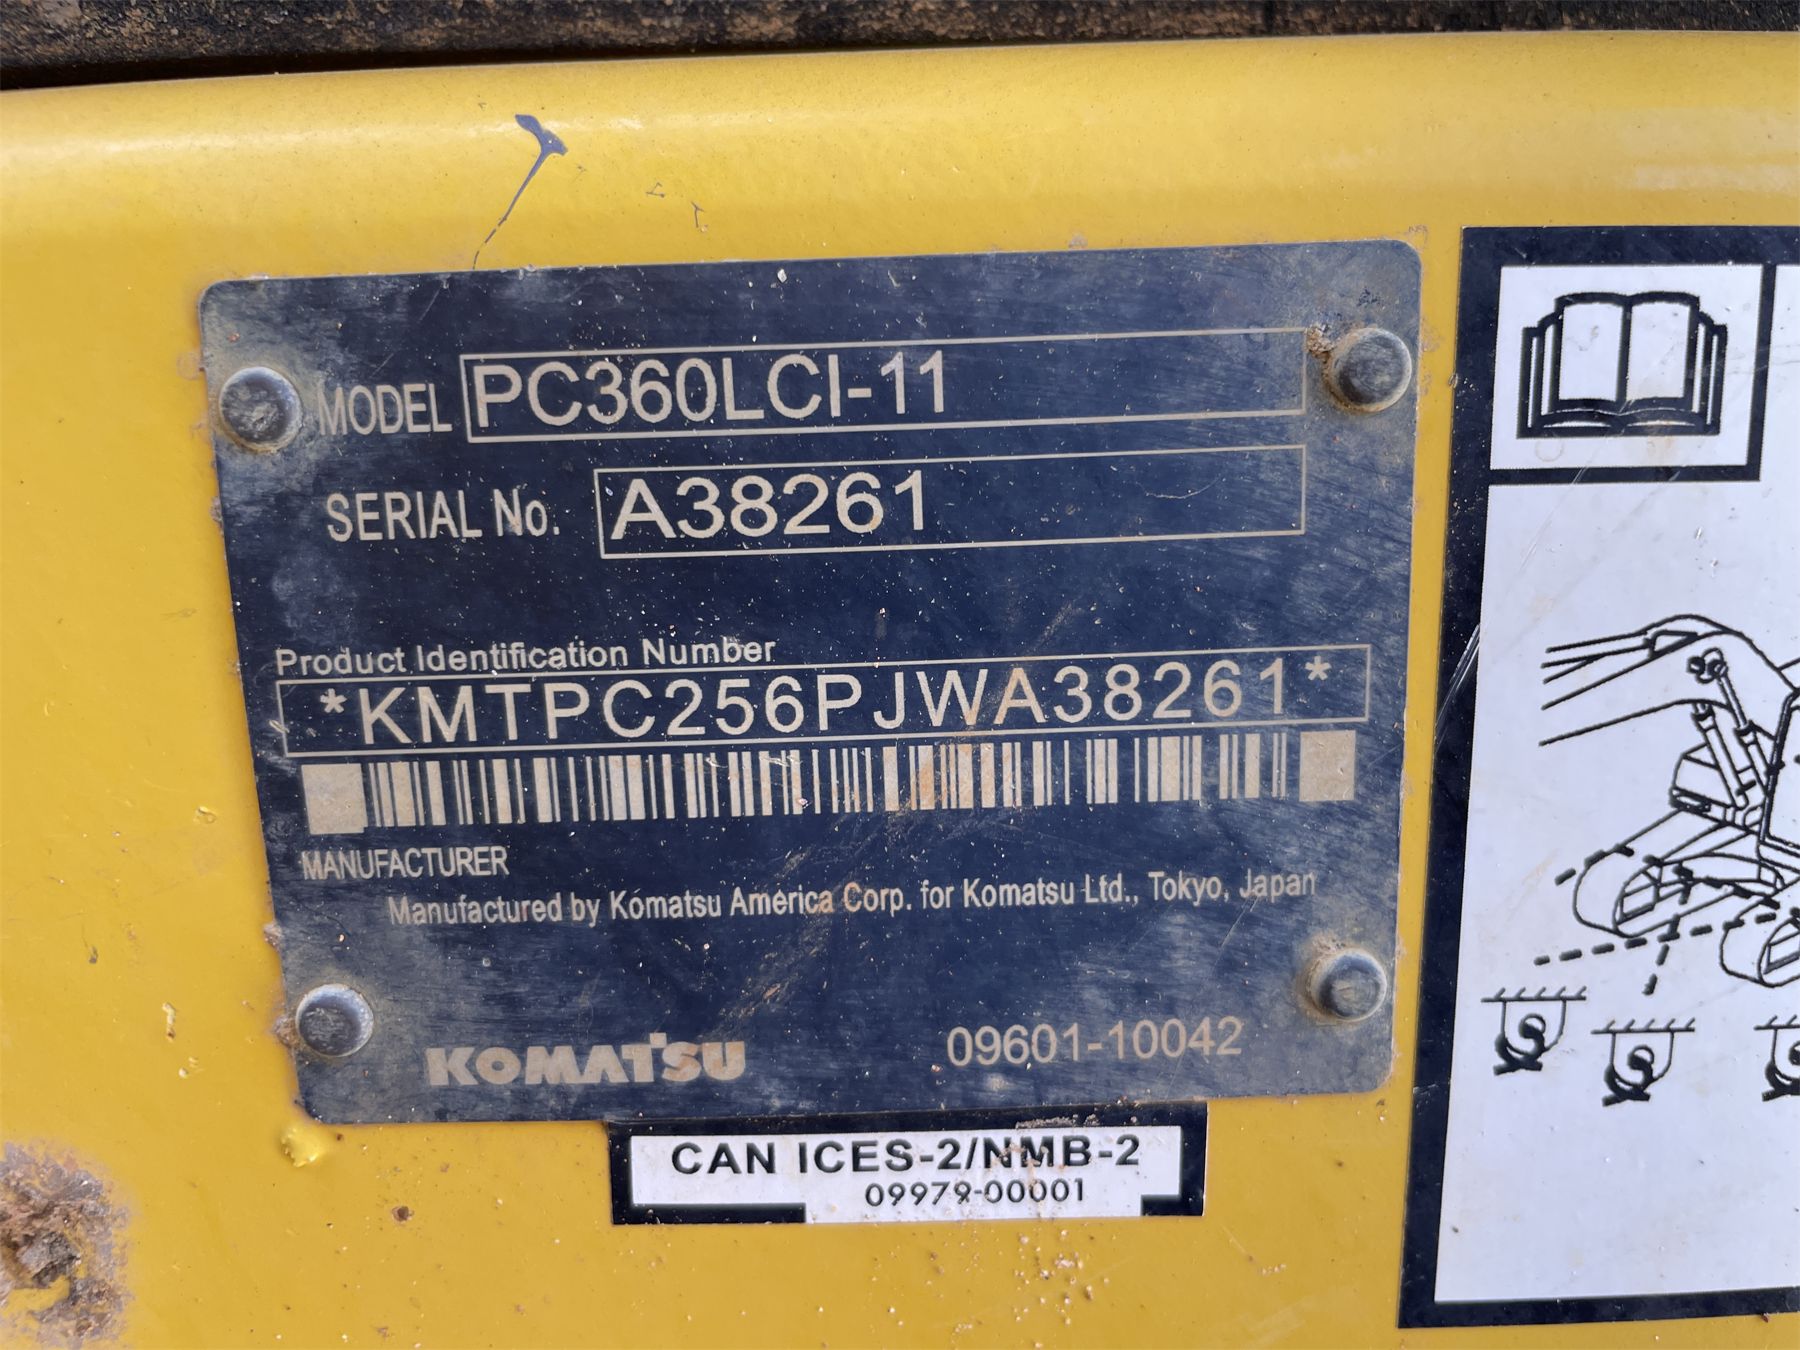 MODEL PC360LCI-11
SERIAL No. A38261
Product Identification Number
*KMTPC256PJWA38261*
MANUFACTURER
Manufactured by Komatsu America Corp. for Komatsu Ltd., Tokyo, Japan
KOMATSU 09601-10042
CAN ICES-2/NMB-2
09979-00001